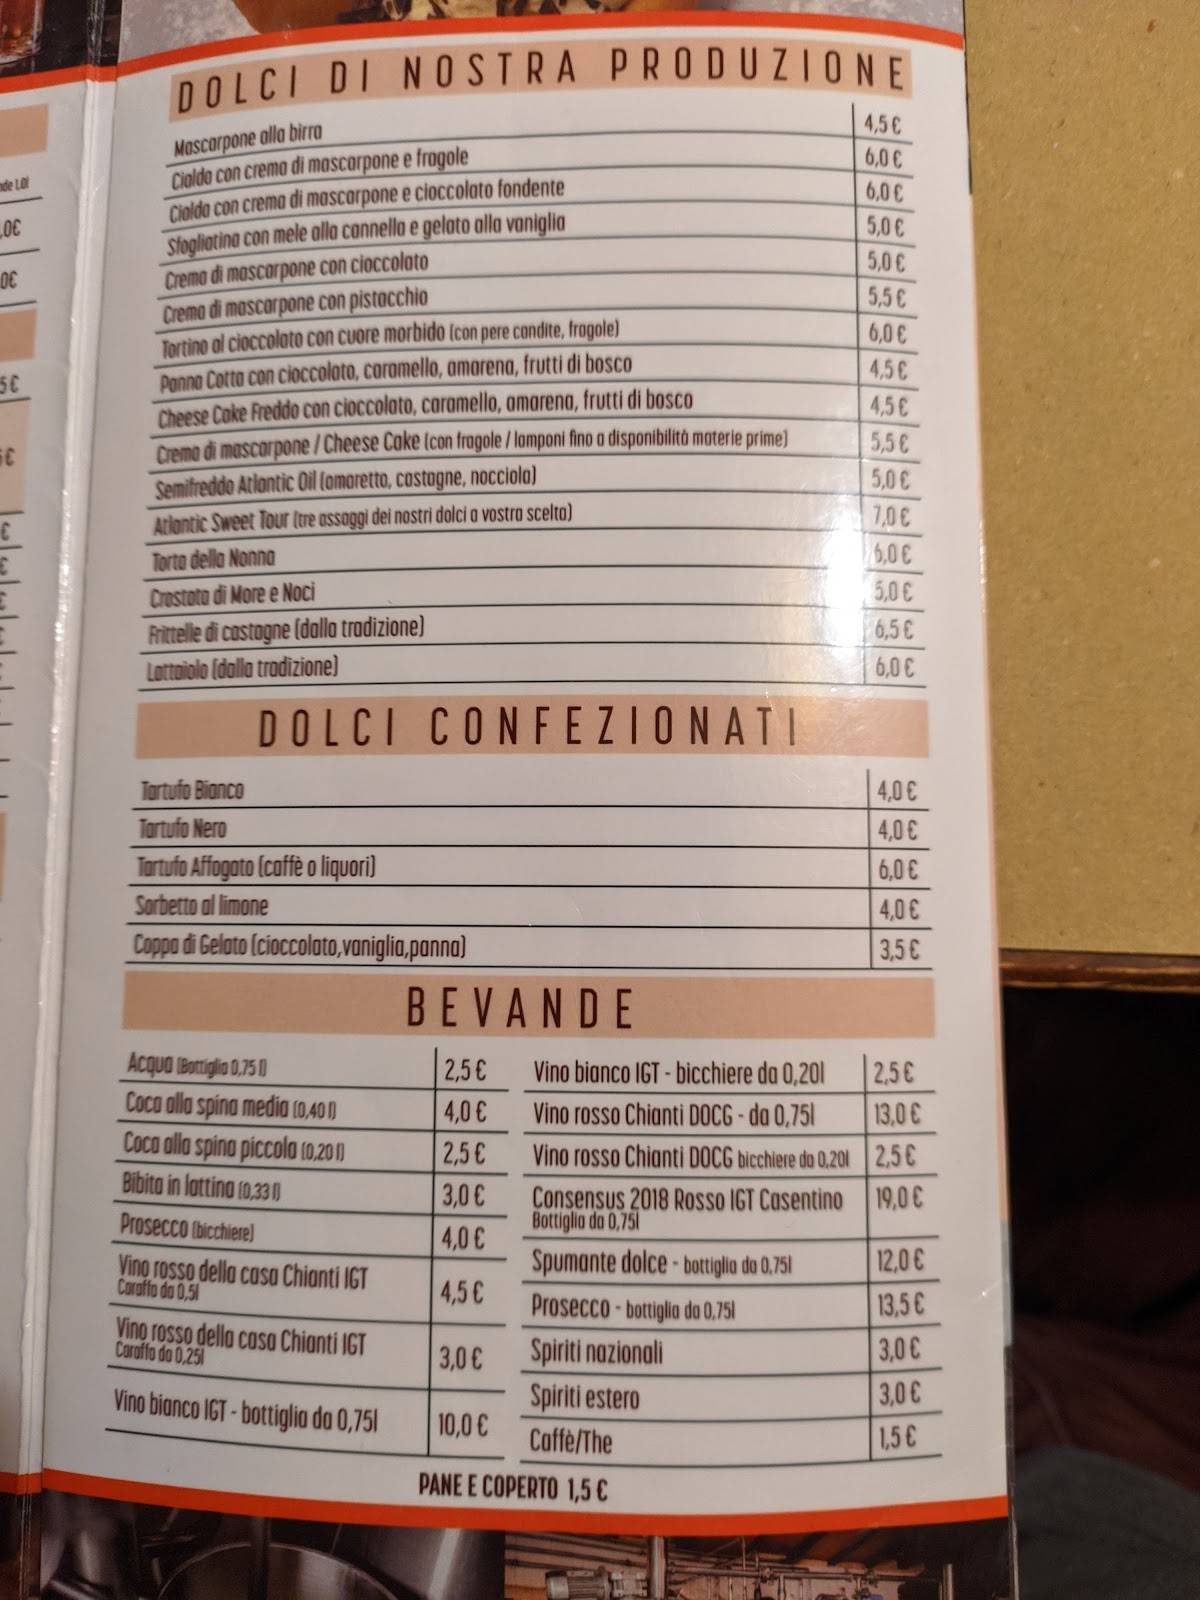 DOLCI DI NOSTRA PRODUZIONE
Mascarpone alla birra 4,5 €
Cialda con crema di mascarpone e fragole 6,0 €
Cialda con crema di mascarpone e cioccolato fondente 6,0 €
Sfogliatina con mele alla cannella e gelato alla vaniglia 5,0 €
Crema di mascarpone con cioccolato 5,0 €
Crema di mascarpone con pistacchio 5,5 €
Tortino al cioccolato con cuore morbido (con pere candite, fragole) 6,0 €
Panna Cotta con cioccolato, caramello, amarena, frutti di bosco 4,5 €
Cheese Cake Freddo con cioccolato, caramello, amarena, frutti di bosco 4,5 €
Crema di mascarpone / Cheese Cake (con fragole / lamponi fino a disponibilità materie prime) 5,5 €
Semifreddo Atlantic Oil (amaretto, castagne, nocciola) 5,0 €
Atlantic Sweet Tour (tre assaggi dei nostri dolci a vostra scelta) 7,0 €
Torta della Nonna 6,0 €
Crostata di More e Noci 5,0 €
Frittelle di castagne (dalla tradizione) 6,5 €
Lattaiolo (dalla tradizione) 6,0 €
DOLCI CONFEZIONATI
Tartufo Bianco 4,0 €
Tartufo Nero 4,0 €
Tartufo Affogato (caffè o liquori) 6,0 €
Sorbetto al limone 4,0 €
Coppa di Gelato (cioccolato,vaniglia,panna) 3,5 €
BEVANDE
Acqua (Bottiglia 0,75 l) 2,5 €
Coca alla spina media (0,40 l) 4,0 €
Coca alla spina piccola (0,20 l) 2,5 €
Bibita in lattina (0,33 l) 3,0 €
Prosecco (bicchiere) 4,0 €
Vino rosso della casa Chianti IGT
Caraffa da 0,5l 4,5 €
Vino rosso della casa Chianti IGT
Caraffa da 0,25l 3,0 €
Vino bianco IGT - bottiglia da 0,75l 10,0 €
Vino bianco IGT - bicchiere da 0,20l 2,5 €
Vino rosso Chianti DOCG - da 0,75l 13,0 €
Vino rosso Chianti DOCG bicchiere da 0,20l 2,5 €
Consensus 2018 Rosso IGT Casentino 19,0 €
Bottiglia da 0,75l
Spumante dolce - bottiglia da 0,75l 12,0 €
Prosecco - bottiglia da 0,75l 13,5 €
Spiriti nazionali 3,0 €
Spiriti estero 3,0 €
Caffè/The 1,5 €
PANE E COPERTO 1,5 €